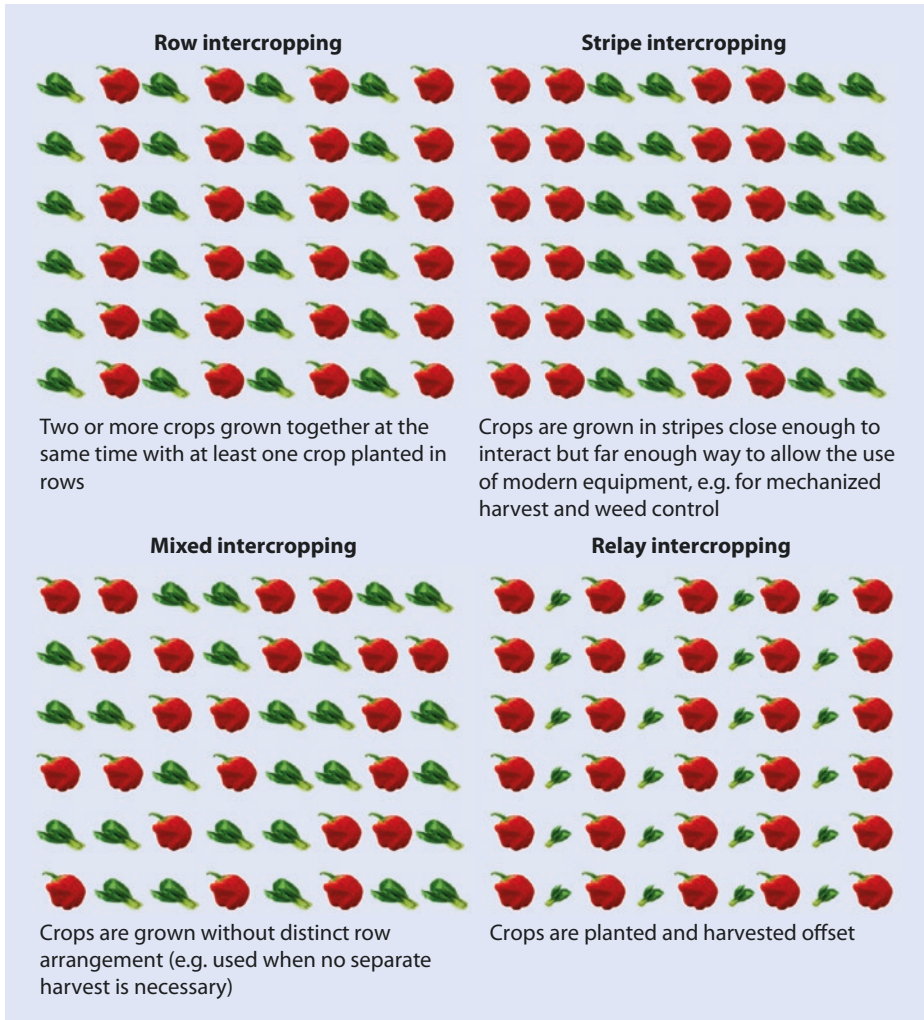 Row intercropping
Stripe intercropping
Two or more crops grown together at the
same time with at least one crop planted in
rows
Crops are grown in stripes close enough to
interact but far enough way to allow the use
of modern equipment, e.g. for mechanized
harvest and weed control
Mixed intercropping
Relay intercropping
Crops are grown without distinct row
arrangement (e.g. used when no separate
harvest is necessary)
Crops are planted and harvested offset